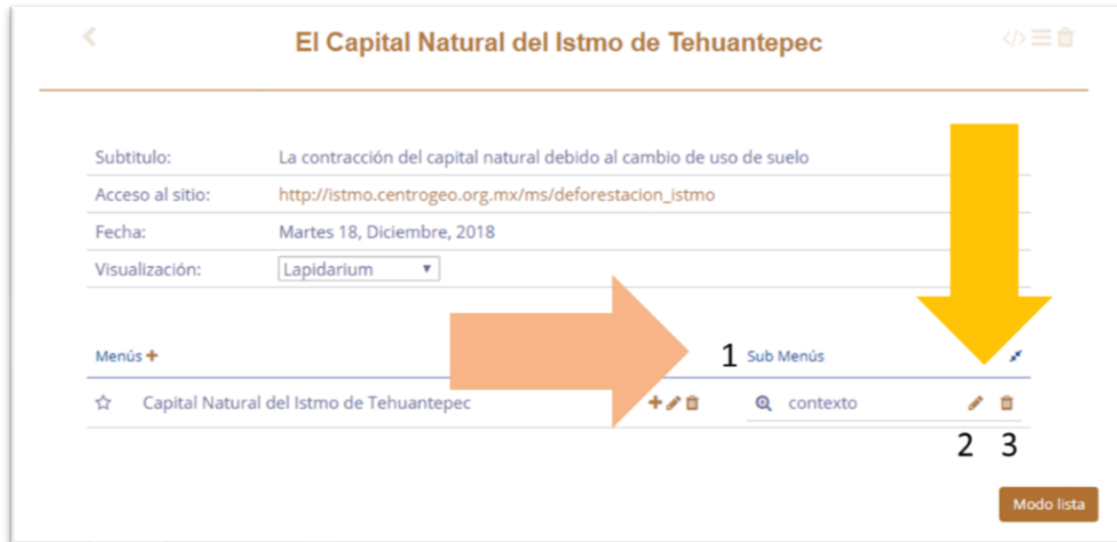 El Capital Natural del Istmo de Tehuantepec
Subtitulo: La contracción del capital natural debido al cambio de uso de suelo
Acceso al sitio: http://istmo.centrogeo.org.mx/ms/deforestacion_istmo
Fecha: Martes 18, Diciembre, 2018
Visualización: Lapidarium
Menús 1 Sub Menús
Capital Natural del Istmo de Tehuantepec contexto
2 3
Modo lista